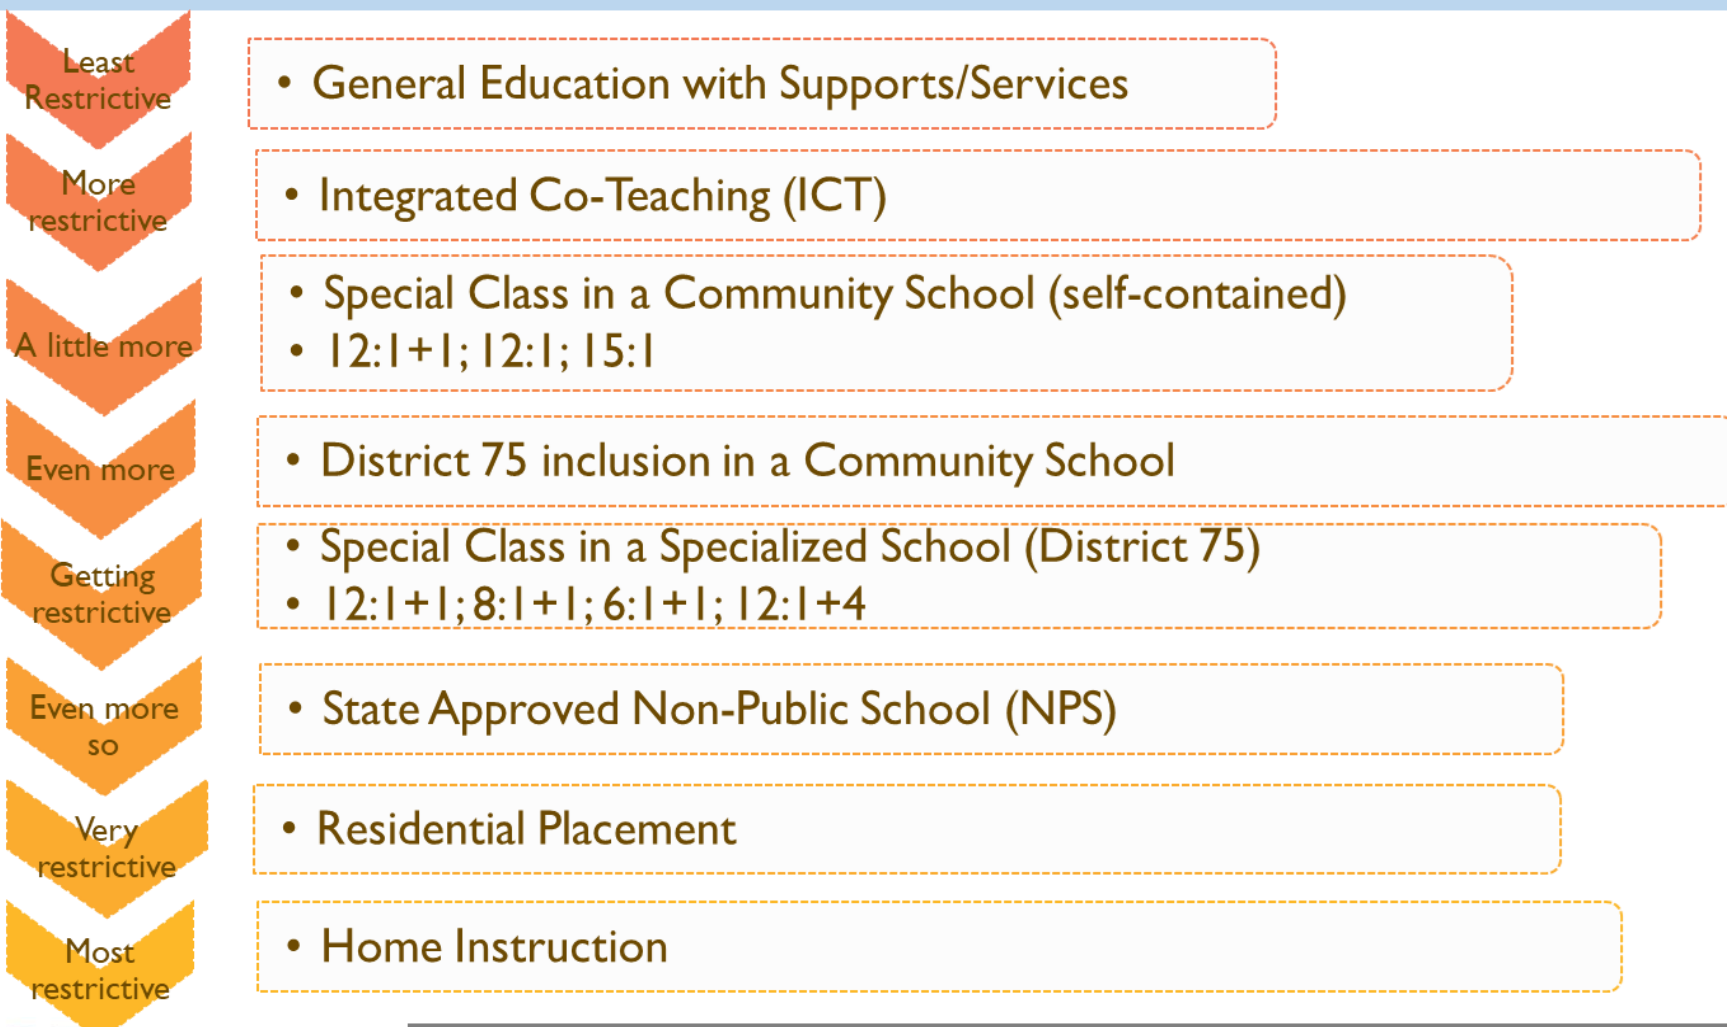 Least
Restrictive
• General Education with Supports/Services
More
restrictive
• Integrated Co-Teaching (ICT)
A little more
• Special Class in a Community School (self-contained)
• 12:1+1; 12:1; 15:1
Even more
• District 75 inclusion in a Community School
Getting
restrictive
• Special Class in a Specialized School (District 75)
• 12:1+1; 8:1+1; 6:1+1; 12:1+4
Even more
so
• State Approved Non-Public School (NPS)
Very
restrictive
• Residential Placement
Most
restrictive
• Home Instruction